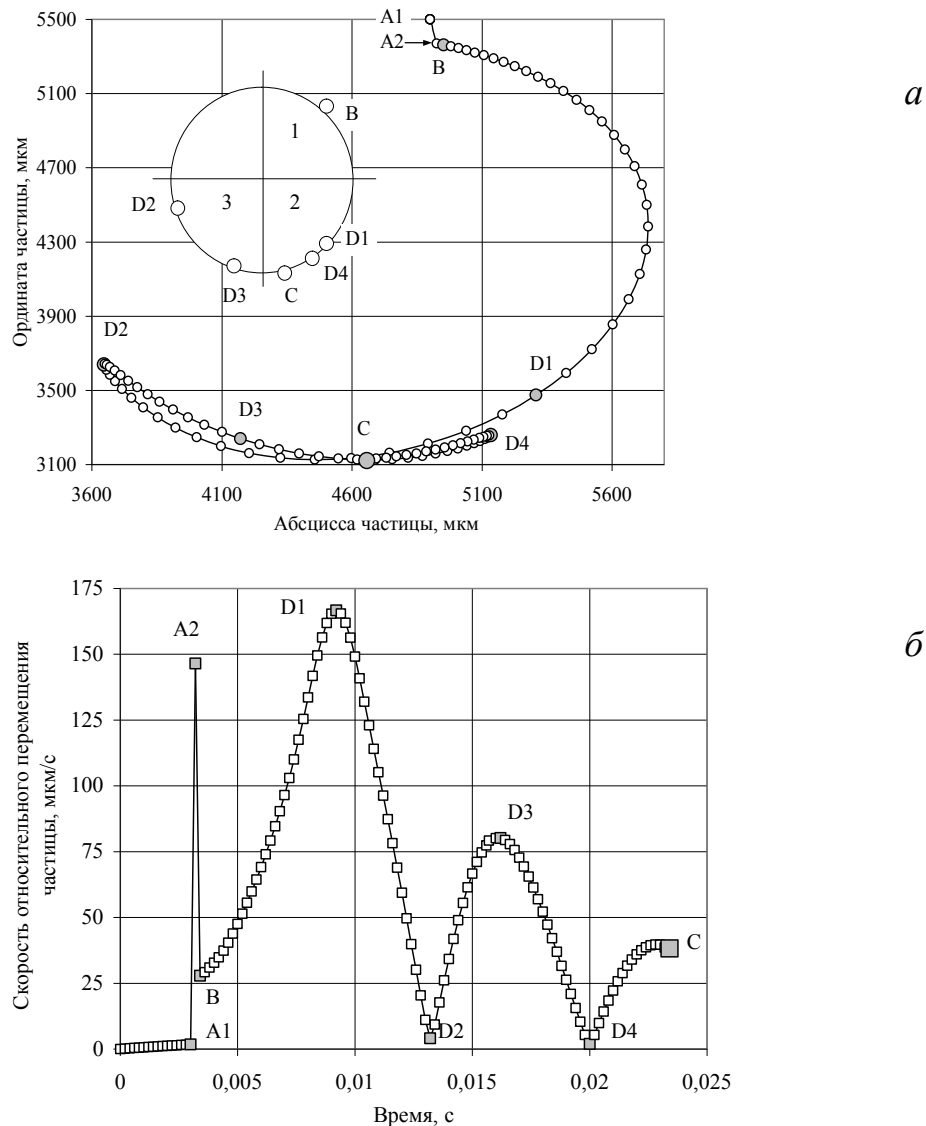 а
Ордината частицы, мкм
5500
5100
4700
4300
3900
3500
3100
A1
A2
B
B
1
D2
3
2
D1
D4
D3
C
D2
D1
D3
C
D4
3600
4100
4600
5100
5600
Абсцисса частицы, мкм
б
Скорость относительного перемещения
частицы, мкм/с
175
150
125
100
75
50
25
0
A2
D1
D3
B
A1
D2
D4
C
0
0,005
0,01
0,015
0,02
0,025
Время, с